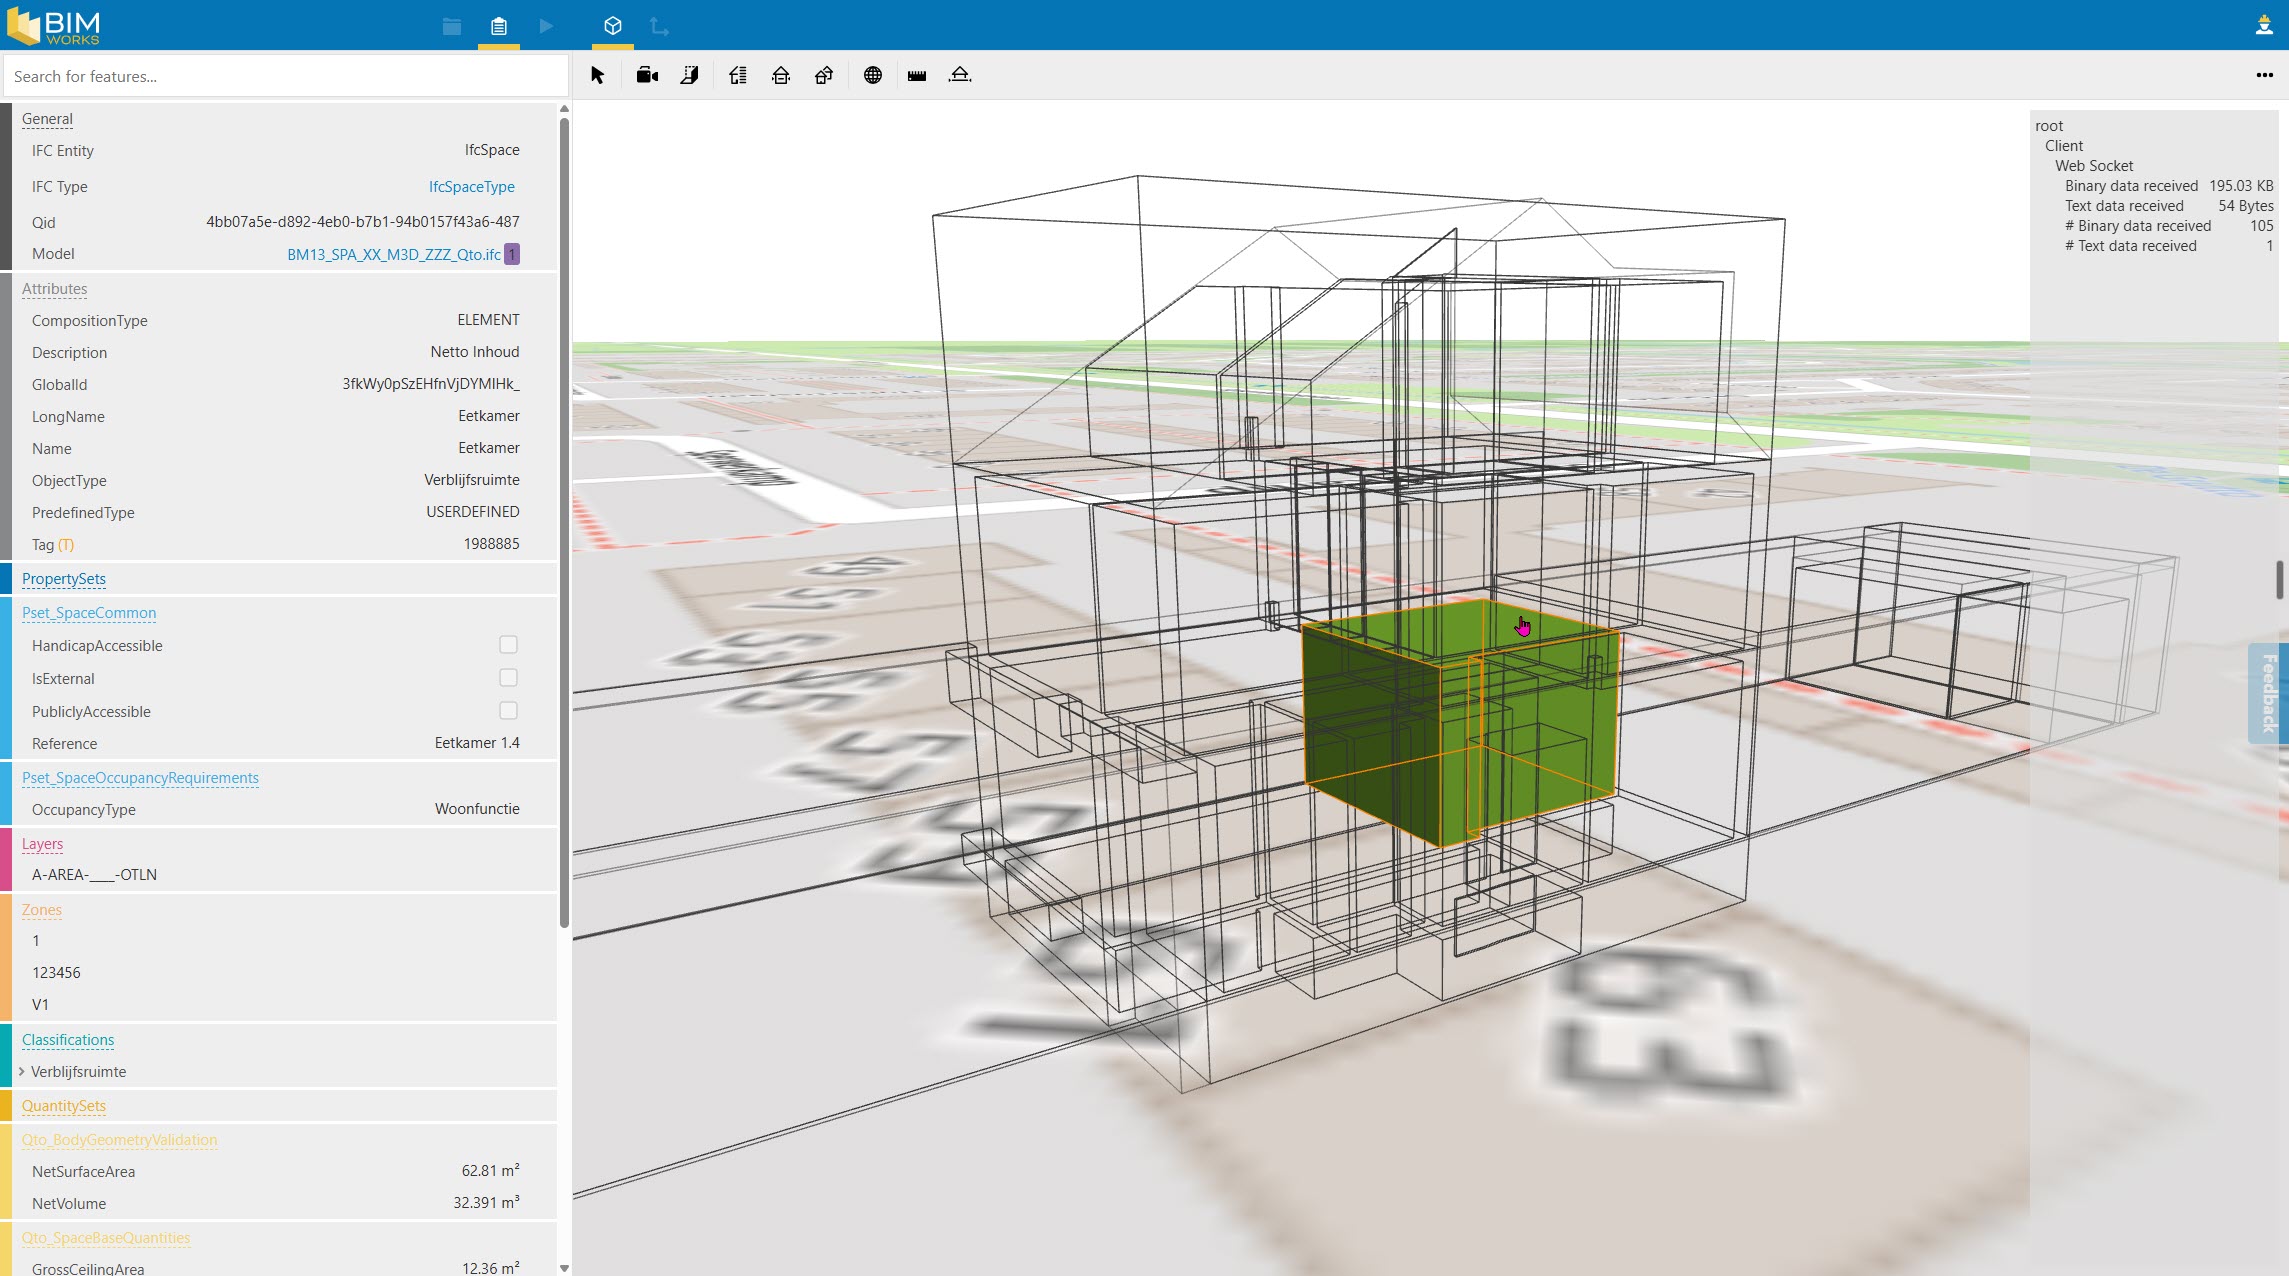 BIM
WORKS
Search for features...
General
IFC Entity IfcSpace
IFC Type IfcSpaceType
Qid 4bb07a5e-d892-4eb0-b7b1-94b0157f43a6-487
Model BM13_SPA_XX_M3D_ZZZ_Qto.ifc 1
Attributes
CompositionType ELEMENT
Description Netto Inhoud
GlobalId 3fkWy0pSzEHfnVjDYMIHk_
LongName Eetkamer
Name Eetkamer
ObjectType Verblijfsruimte
PredefinedType USERDEFINED
Tag (T) 1988885
PropertySets
Pset_SpaceCommon
HandicapAccessible
IsExternal
PubliclyAccessible
Reference Eetkamer 1.4
Pset_SpaceOccupancyRequirements
OccupancyType Woonfunctie
Layers
A-AREA-____-OTLN
Zones
1
123456
V1
Classifications
Verblijfsruimte
QuantitySets
Qto_BodyGeometryValidation
NetSurfaceArea 62.81 m²
NetVolume 32.391 m³
Qto_SpaceBaseQuantities
GrossCeilingArea 12.36 m²
root
Client
Web Socket
Binary data received 195.03 KB
Text data received 54 Bytes
# Binary data received 105
# Text data received 1
Feedback